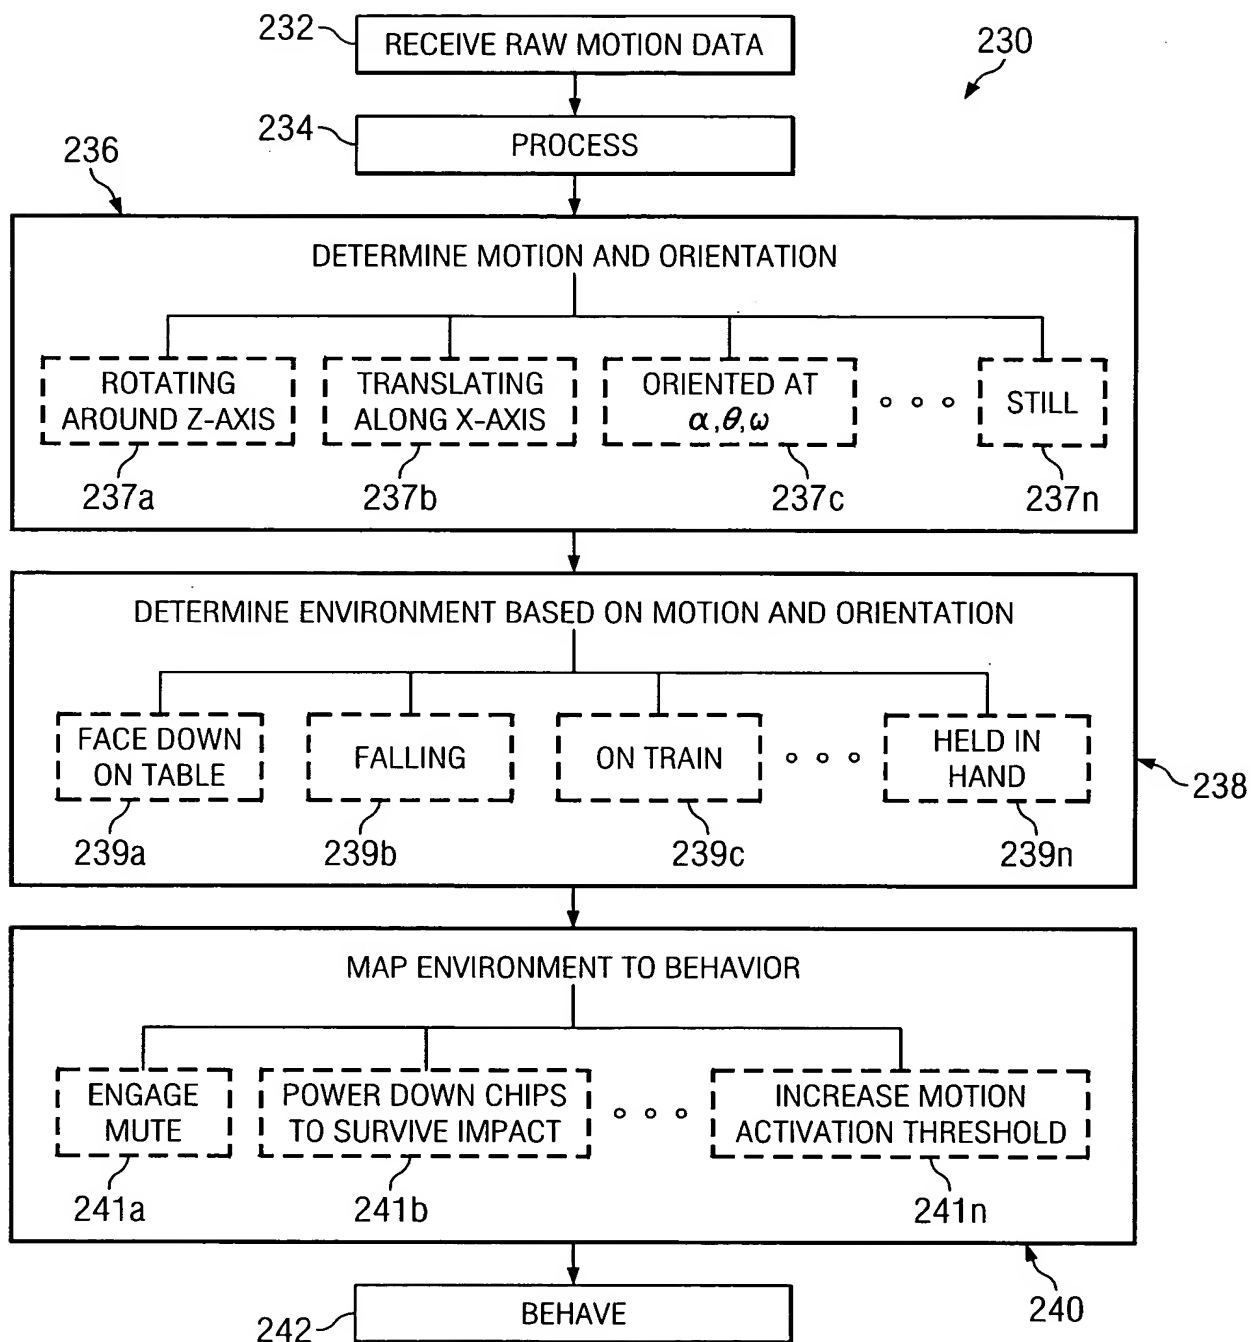 232
RECEIVE RAW MOTION DATA
230
234
PROCESS
236
DETERMINE MOTION AND ORIENTATION
ROTATING
AROUND Z-AXIS
237a
TRANSLATING
ALONG X-AXIS
237b
ORIENTED AT
α,θ,ω
237c
STILL
237n
DETERMINE ENVIRONMENT BASED ON MOTION AND ORIENTATION
FACE DOWN
ON TABLE
239a
FALLING
239b
ON TRAIN
239c
HELD IN
HAND
239n
238
MAP ENVIRONMENT TO BEHAVIOR
ENGAGE
MUTE
241a
POWER DOWN CHIPS
TO SURVIVE IMPACT
241b
INCREASE MOTION
ACTIVATION THRESHOLD
241n
240
242
BEHAVE